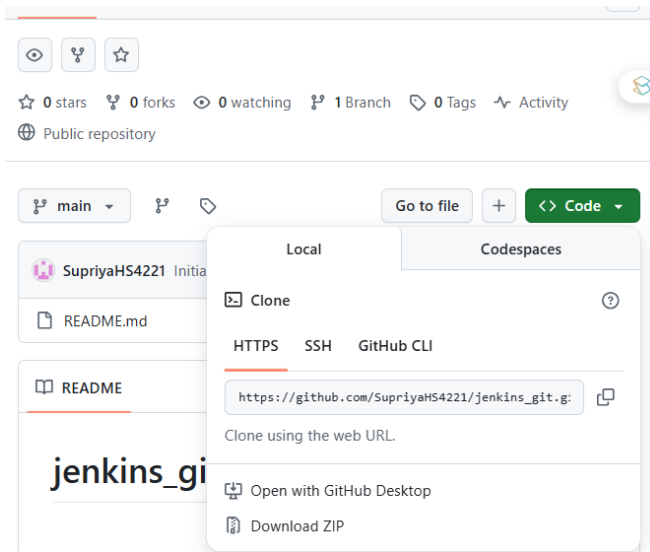 0 stars 0 forks 0 watching 1 Branch 0 Tags Activity
Public repository
main Go to file Code
Local Codespaces
SupriyaHS4221 Initia
Clone
README.md
HTTPS SSH GitHub CLI
README
https://github.com/SupriyaHS4221/jenkins_git.gi
Clone using the web URL.
jenkins_gi
Open with GitHub Desktop
Download ZIP